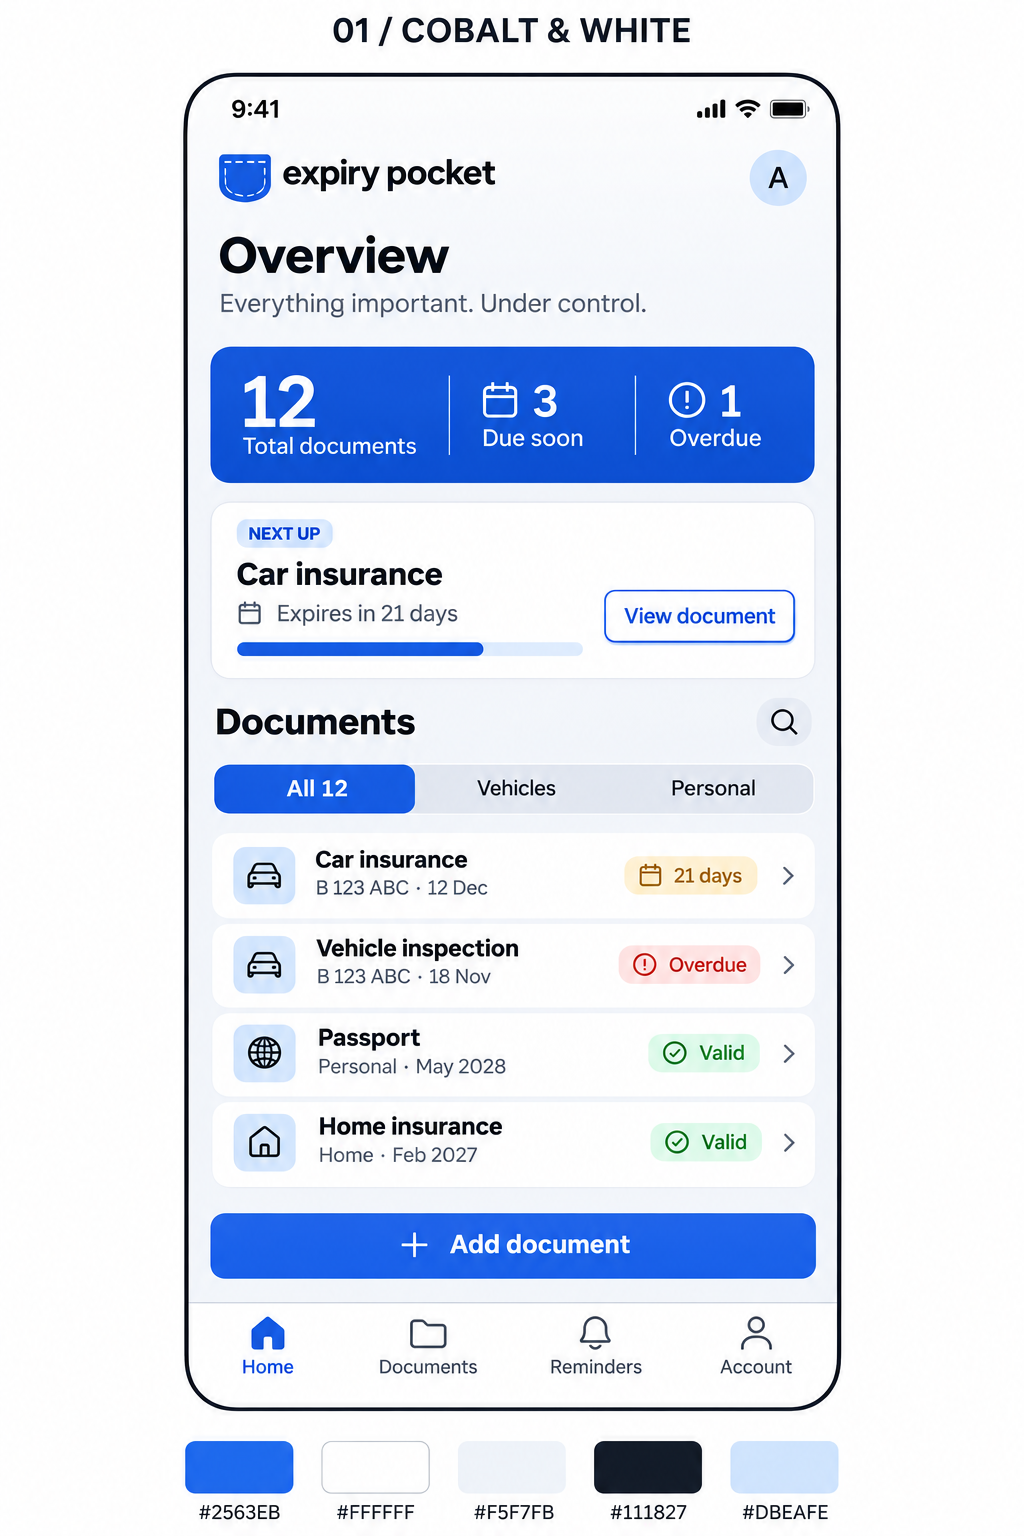 01 / COBALT & WHITE
9:41
expiry pocket
A
Overview
Everything important. Under control.
12
Total documents
3
Due soon
1
Overdue
NEXT UP
Car insurance
Expires in 21 days
View document
Documents
All 12
Vehicles
Personal
Car insurance
B 123 ABC · 12 Dec
21 days
Vehicle inspection
B 123 ABC · 18 Nov
Overdue
Passport
Personal · May 2028
Valid
Home insurance
Home · Feb 2027
Valid
Add document
Home
Documents
Reminders
Account
#2563EB
#FFFFFF
#F5F7FB
#111827
#DBEAFE